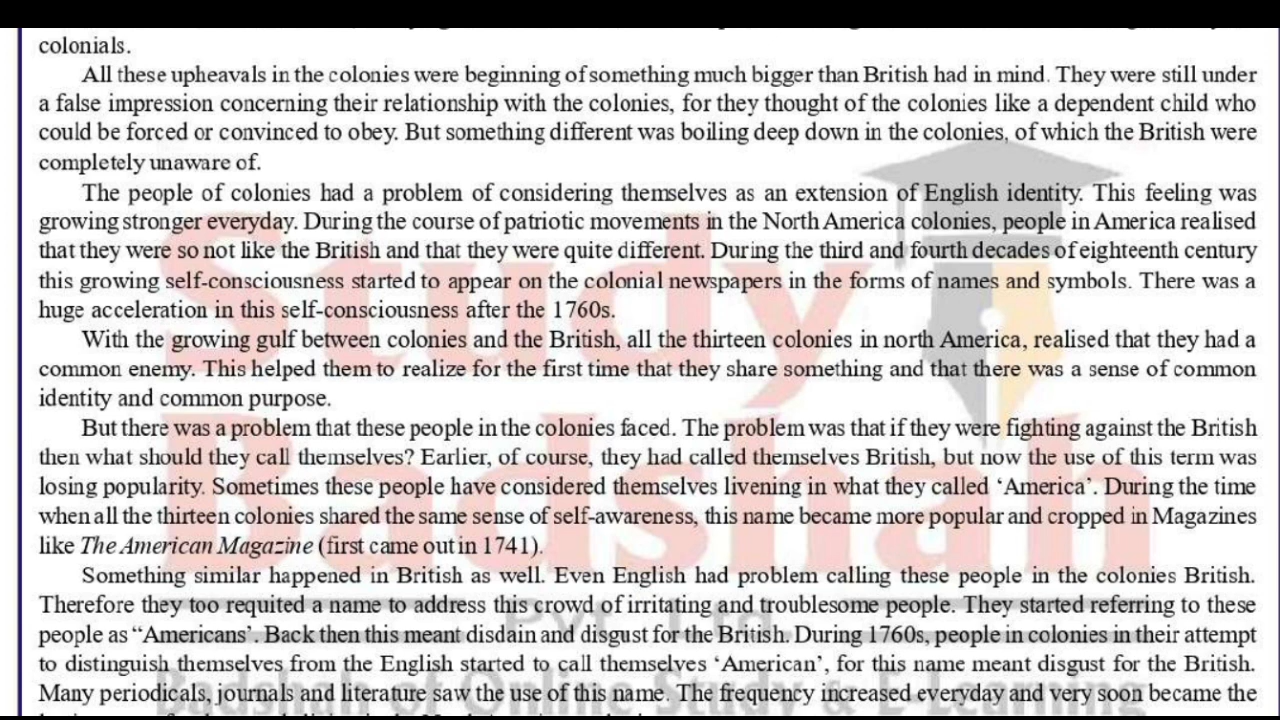 colonials.
All these upheavals in the colonies were beginning of something much bigger than British had in mind. They were still under
a false impression concerning their relationship with the colonies, for they thought of the colonies like a dependent child who
could be forced or convinced to obey. But something different was boiling deep down in the colonies, of which the British were
completely unaware of.
The people of colonies had a problem of considering themselves as an extension of English identity. This feeling was
growing stronger everyday. During the course of patriotic movements in the North America colonies, people in America realised
that they were so not like the British and that they were quite different. During the third and fourth decades of eighteenth century
this growing self-consciousness started to appear on the colonial newspapers in the forms of names and symbols. There was a
huge acceleration in this self-consciousness after the 1760s.
With the growing gulf between colonies and the British, all the thirteen colonies in north America, realised that they had a
common enemy. This helped them to realize for the first time that they share something and that there was a sense of common
identity and common purpose.
But there was a problem that these people in the colonies faced. The problem was that if they were fighting against the British
then what should they call themselves? Earlier, of course, they had called themselves British, but now the use of this term was
losing popularity. Sometimes these people have considered themselves livening in what they called ‘America’. During the time
when all the thirteen colonies shared the same sense of self-awareness, this name became more popular and cropped in Magazines
like The American Magazine (first came out in 1741).
Something similar happened in British as well. Even English had problem calling these people in the colonies British.
Therefore they too requited a name to address this crowd of irritating and troublesome people. They started referring to these
people as “Americans’. Back then this meant disdain and disgust for the British. During 1760s, people in colonies in their attempt
to distinguish themselves from the English started to call themselves ‘American’, for this name meant disgust for the British.
Many periodicals, journals and literature saw the use of this name. The frequency increased everyday and very soon became the
Study
Badshah
Pvt. Ltd.
Badshah of Online Study & E-Learning